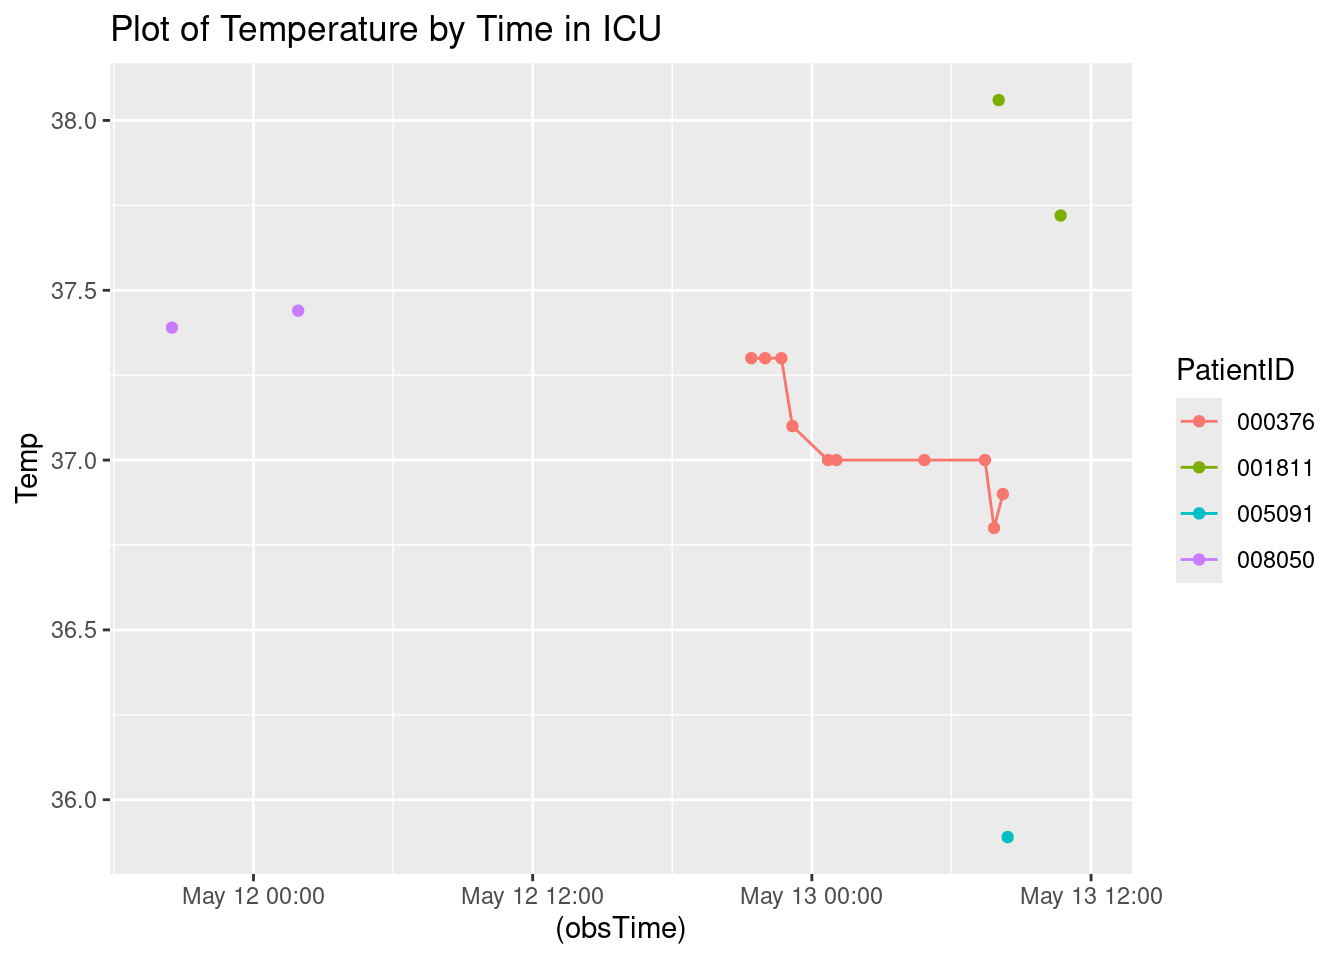 Plot of Temperature by Time in ICU
38.0
37.5
37.0
36.5
36.0
Temp
May 12 00:00
May 12 12:00
May 13 00:00
May 13 12:00
(obsTime)
PatientID
000376
001811
005091
008050